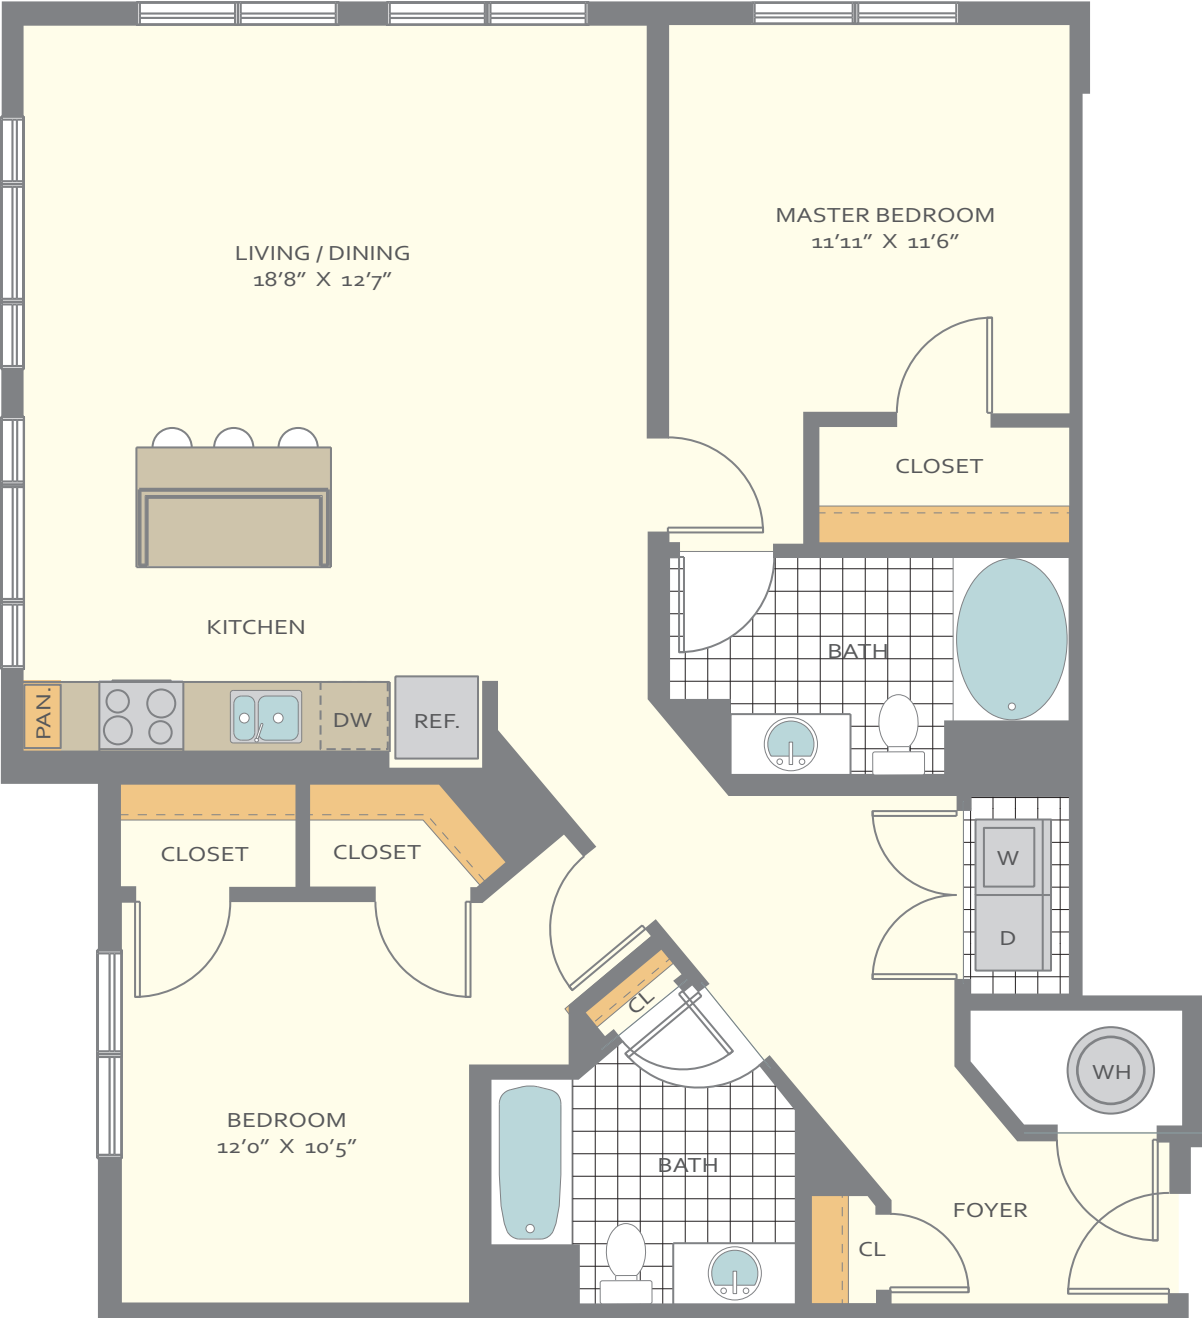 MASTER BEDROOM
11'11" X 11'6"
LIVING / DINING
18'8" X 12'7"
CLOSET
KITCHEN
BATH
PAN.
DW
REF.
CLOSET
CLOSET
W
D
CL
WH
BEDROOM
12'0" X 10'5"
BATH
FOYER
CL